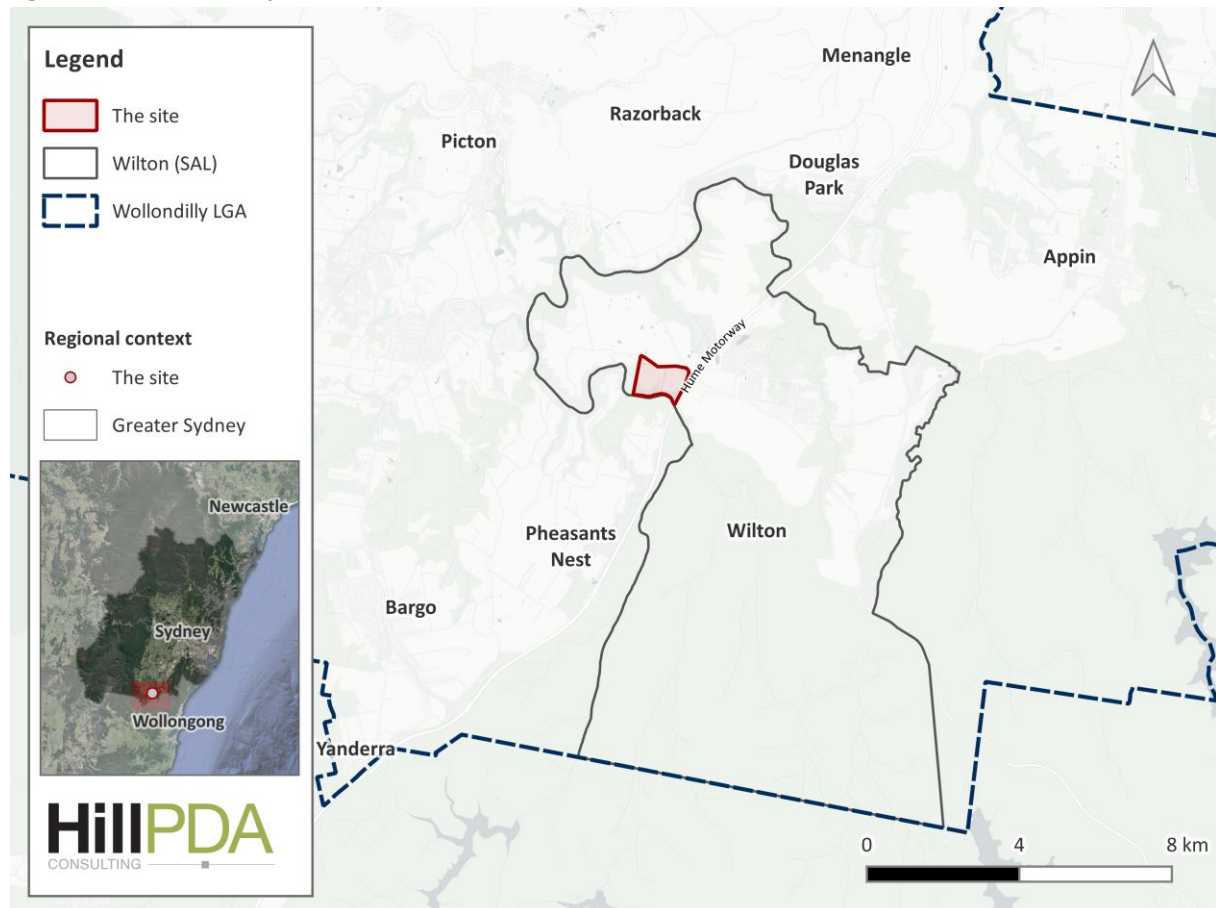 Legend
The site
Wilton (SAL)
Wollondilly LGA
Regional context
The site
Greater Sydney
Newcastle
Sydney
Wollongong
HillPDA
CONSULTING
Menangle
Razorback
Picton
Douglas
Park
Appin
Hume Motorway
Pheasants
Nest
Wilton
Bargo
Yanderra
0 4 8 km